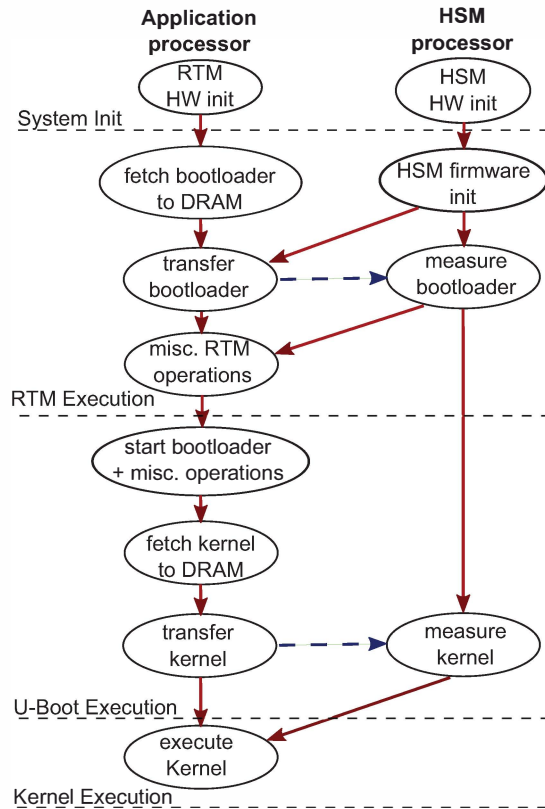 Application
processor
HSM
processor
RTM
HW init
HSM
HW init
System Init
fetch bootloader
to DRAM
HSM firmware
init
transfer
bootloader
measure
bootloader
misc. RTM
operations
RTM Execution
start bootloader
+ misc. operations
fetch kernel
to DRAM
transfer
kernel
measure
kernel
U-Boot Execution
execute
Kernel
Kernel Execution